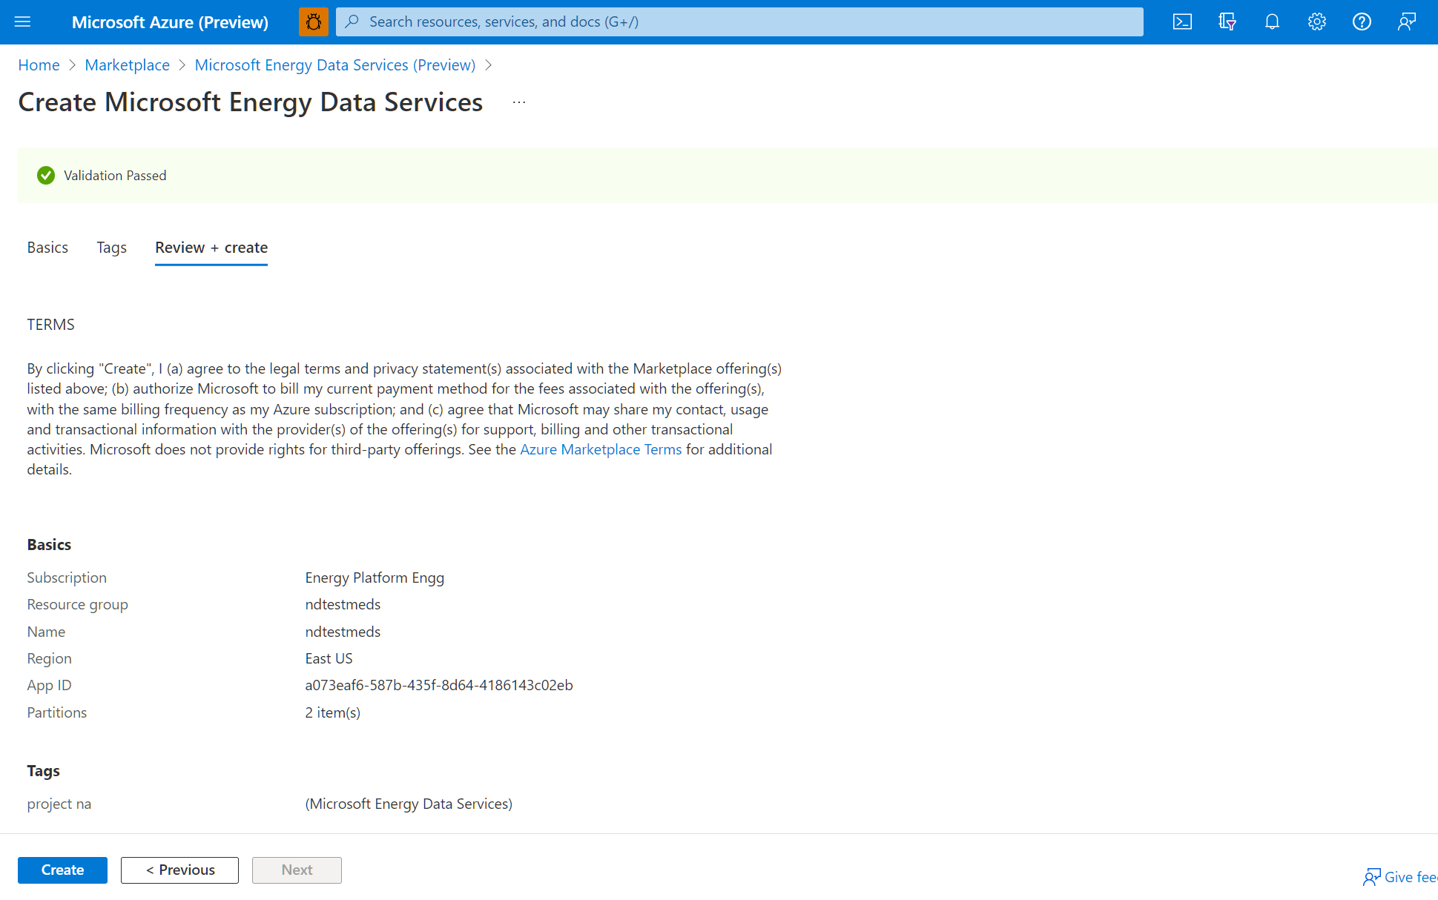 Microsoft Azure (Preview)
Search resources, services, and docs (G+/)
Home > Marketplace > Microsoft Energy Data Services (Preview) >
Create Microsoft Energy Data Services ...
Validation Passed
Basics Tags Review + create
TERMS
By clicking "Create", I (a) agree to the legal terms and privacy statement(s) associated with the Marketplace offering(s)
listed above; (b) authorize Microsoft to bill my current payment method for the fees associated with the offering(s),
with the same billing frequency as my Azure subscription; and (c) agree that Microsoft may share my contact, usage
and transactional information with the provider(s) of the offering(s) for support, billing and other transactional
activities. Microsoft does not provide rights for third-party offerings. See the Azure Marketplace Terms for additional
details.
Basics
Subscription Energy Platform Engg
Resource group ndtestmeds
Name ndtestmeds
Region East US
App ID a073eaf6-587b-435f-8d64-4186143c02eb
Partitions 2 item(s)
Tags
project na (Microsoft Energy Data Services)
Create < Previous Next
Give fee